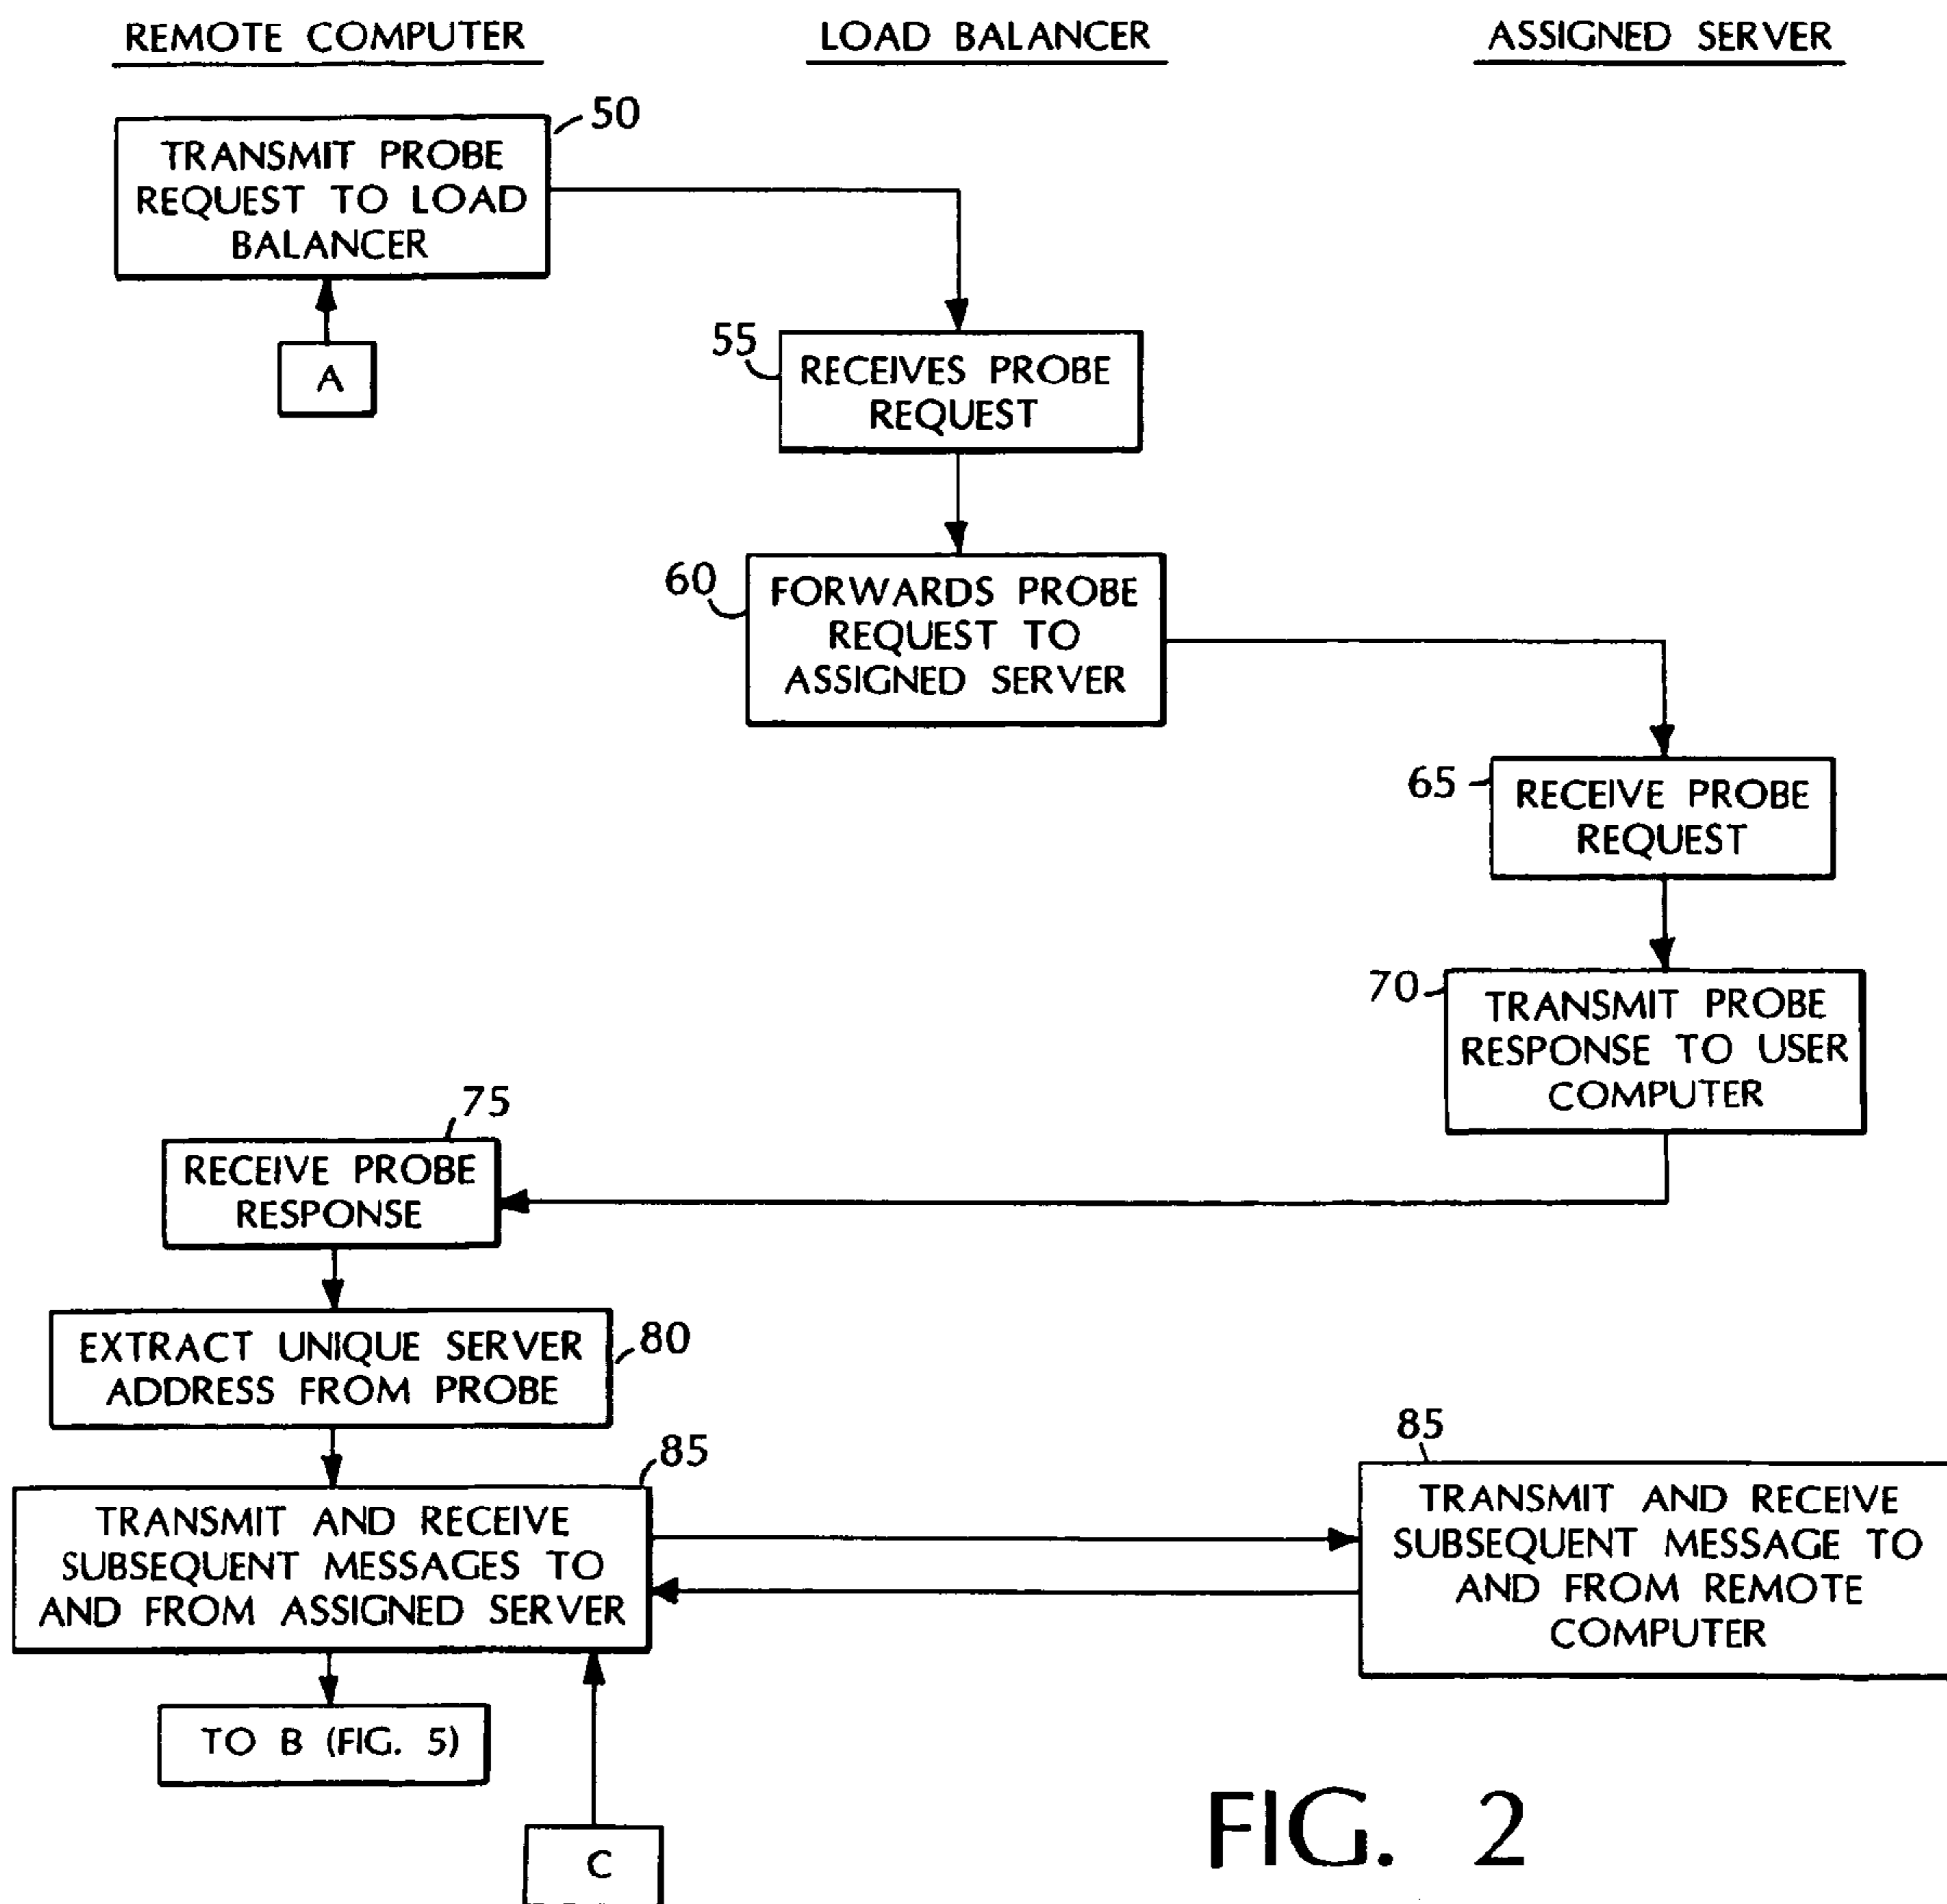 REMOTE COMPUTER
LOAD BALANCER
ASSIGNED SERVER
50
TRANSMIT PROBE
REQUEST TO LOAD
BALANCER
A
55
RECEIVES PROBE
REQUEST
60
FORWARDS PROBE
REQUEST TO
ASSIGNED SERVER
65
RECEIVE PROBE
REQUEST
70
TRANSMIT PROBE
RESPONSE TO USER
COMPUTER
75
RECEIVE PROBE
RESPONSE
80
EXTRACT UNIQUE SERVER
ADDRESS FROM PROBE
85
TRANSMIT AND RECEIVE
SUBSEQUENT MESSAGES TO
AND FROM ASSIGNED SERVER
85
TRANSMIT AND RECEIVE
SUBSEQUENT MESSAGE TO
AND FROM REMOTE
COMPUTER
TO B (FIG. 5)
C
FIG. 2